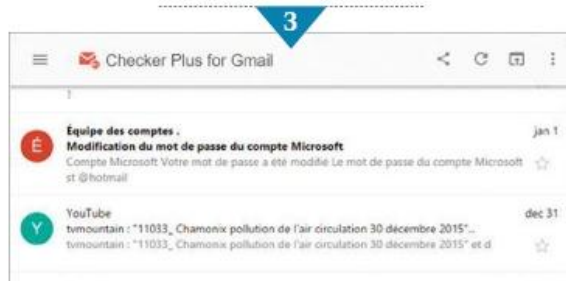 3
Checker Plus for Gmail
É
Équipe des comptes .
jan 1
Modification du mot de passe du compte Microsoft
Compte Microsoft Votre mot de passe a été modifié Le mot de passe du compte Microsoft
st @hotmail
Y
YouTube
dec 31
tvmountain : "11033_ Chamonix pollution de l'air circulation 30 décembre 2015"...
tvmountain : "11033_ Chamonix pollution de l'air circulation 30 décembre 2015" et d